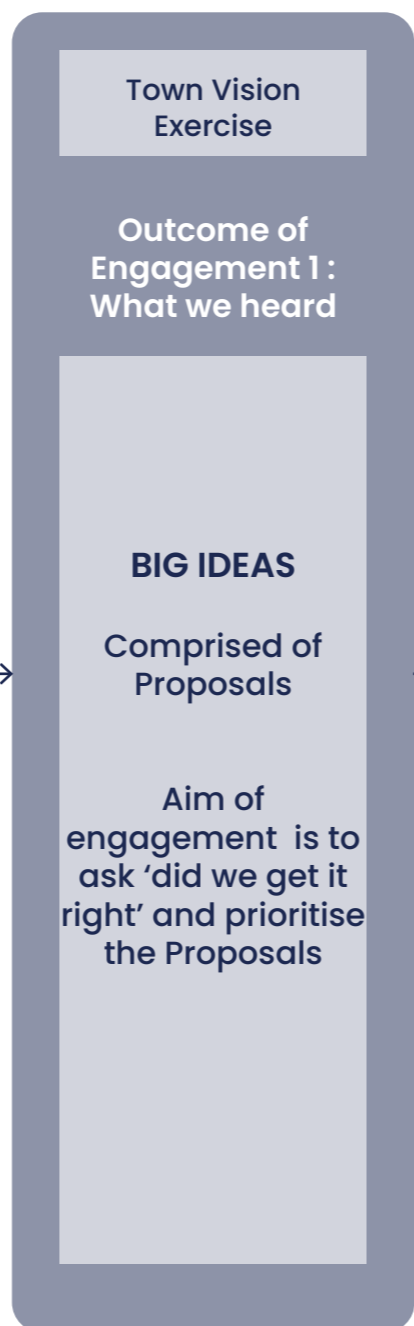 Town Vision
Exercise
Outcome of
Engagement 1 :
What we heard
BIG IDEAS
Comprised of
Proposals
Aim of
engagement  is to
ask ‘did we get it
right’ and prioritise
the Proposals